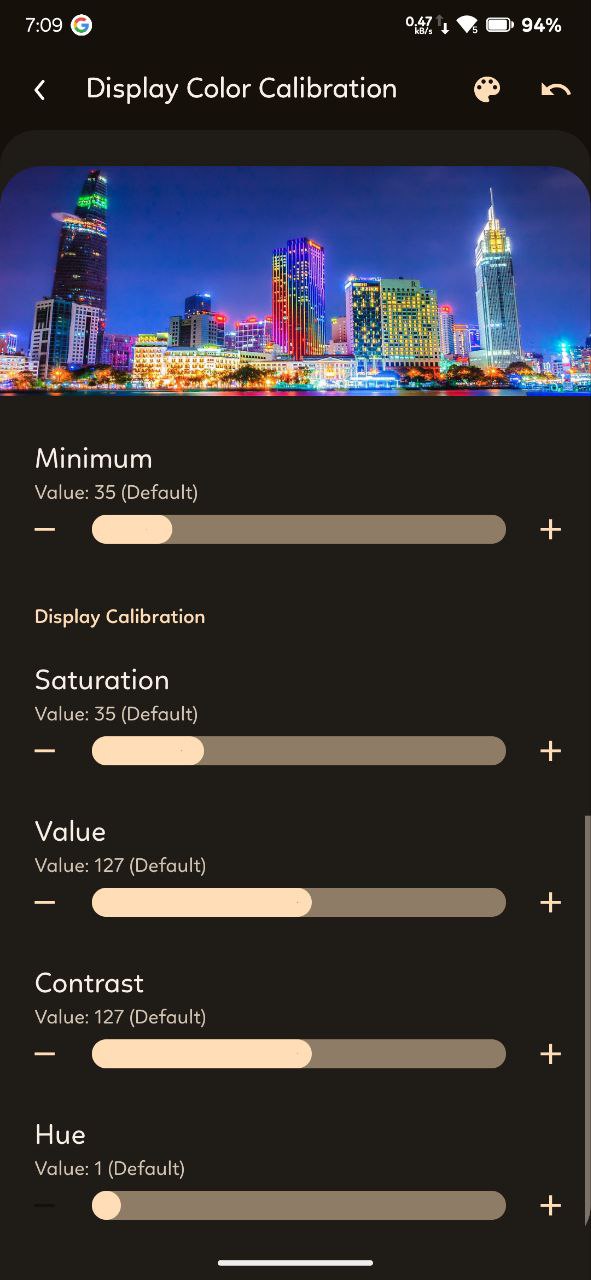 7:09
0.47
kB/s
5
94%
Display Color Calibration
Minimum
Value: 35 (Default)
Display Calibration
Saturation
Value: 35 (Default)
Value
Value: 127 (Default)
Contrast
Value: 127 (Default)
Hue
Value: 1 (Default)